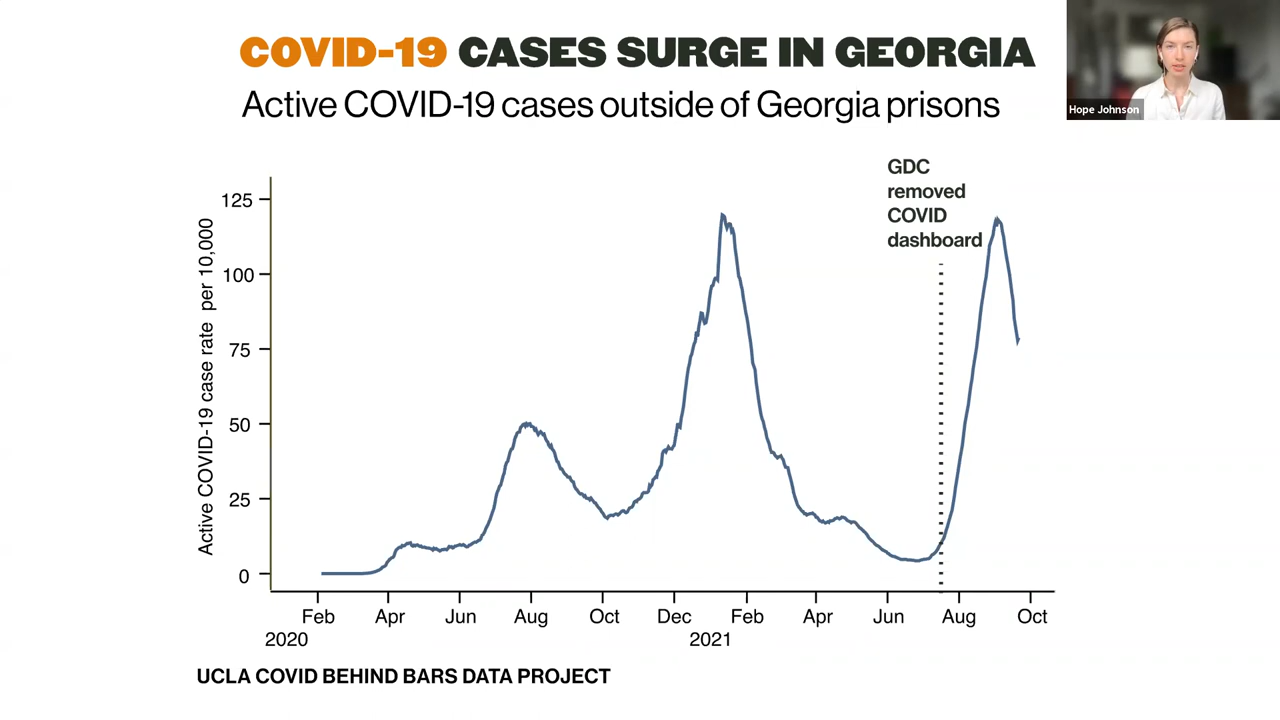 COVID-19 CASES SURGE IN GEORGIA
Active COVID-19 cases outside of Georgia prisons
Hope Johnson
GDC
removed
COVID
dashboard
Active COVID-19 case rate per 10,000
125
100
75
50
25
0
Feb Apr Jun Aug Oct Dec Feb Apr Jun Aug Oct
2020 2021
UCLA COVID BEHIND BARS DATA PROJECT